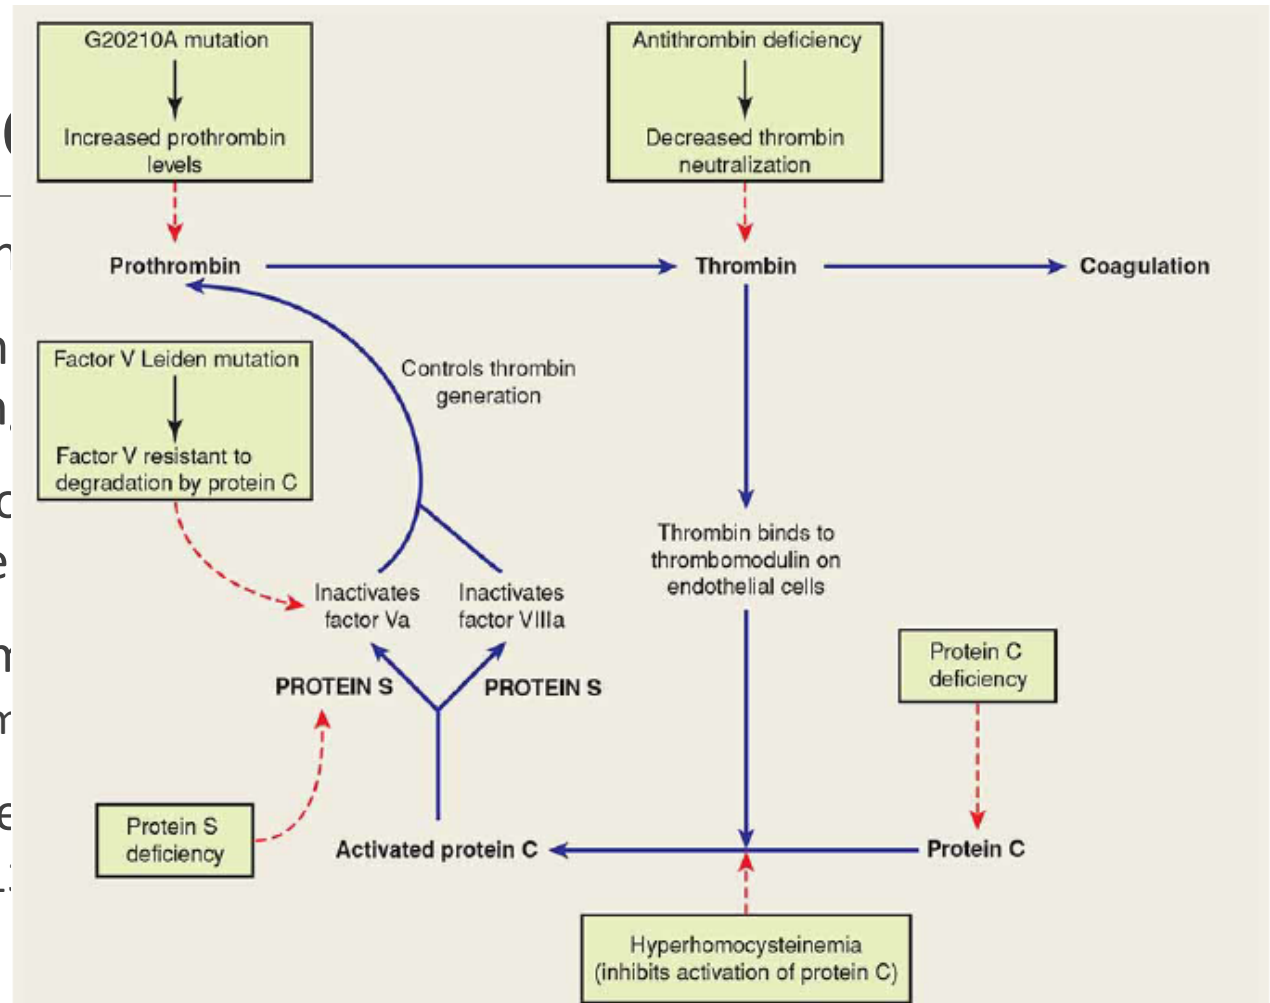 G20210A mutation
Increased prothrombin
levels
Antithrombin deficiency
Decreased thrombin
neutralization
Prothrombin
Thrombin
Coagulation
Factor V Leiden mutation
Factor V resistant to
degradation by protein C
Controls thrombin
generation
Thrombin binds to
thrombomodulin on
endothelial cells
Inactivates
factor Va
Inactivates
factor VIIIa
PROTEIN S
PROTEIN S
Protein C
deficiency
Protein S
deficiency
Activated protein C
Protein C
Hyperhomocysteinemia
(inhibits activation of protein C)